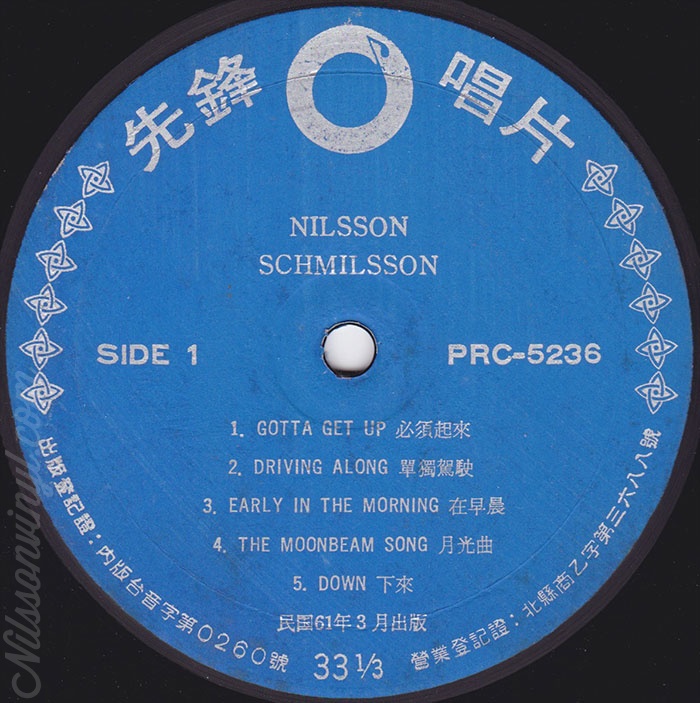 先鋒 唱片
NILSSON
SCHMILSSON
SIDE 1
PRC-5236
1. GOTTA GET UP 必須起來
2. DRIVING ALONG 單獨駕駛
3. EARLY IN THE MORNING 在早晨
4. THE MOONBEAM SONG 月光曲
5. DOWN 下來
民国61年3月出版
33 1/3
出版登記證:內版台音字第0260號
營業登記證:北縣商乙字第三六八八號
Nilssonvinyl.com